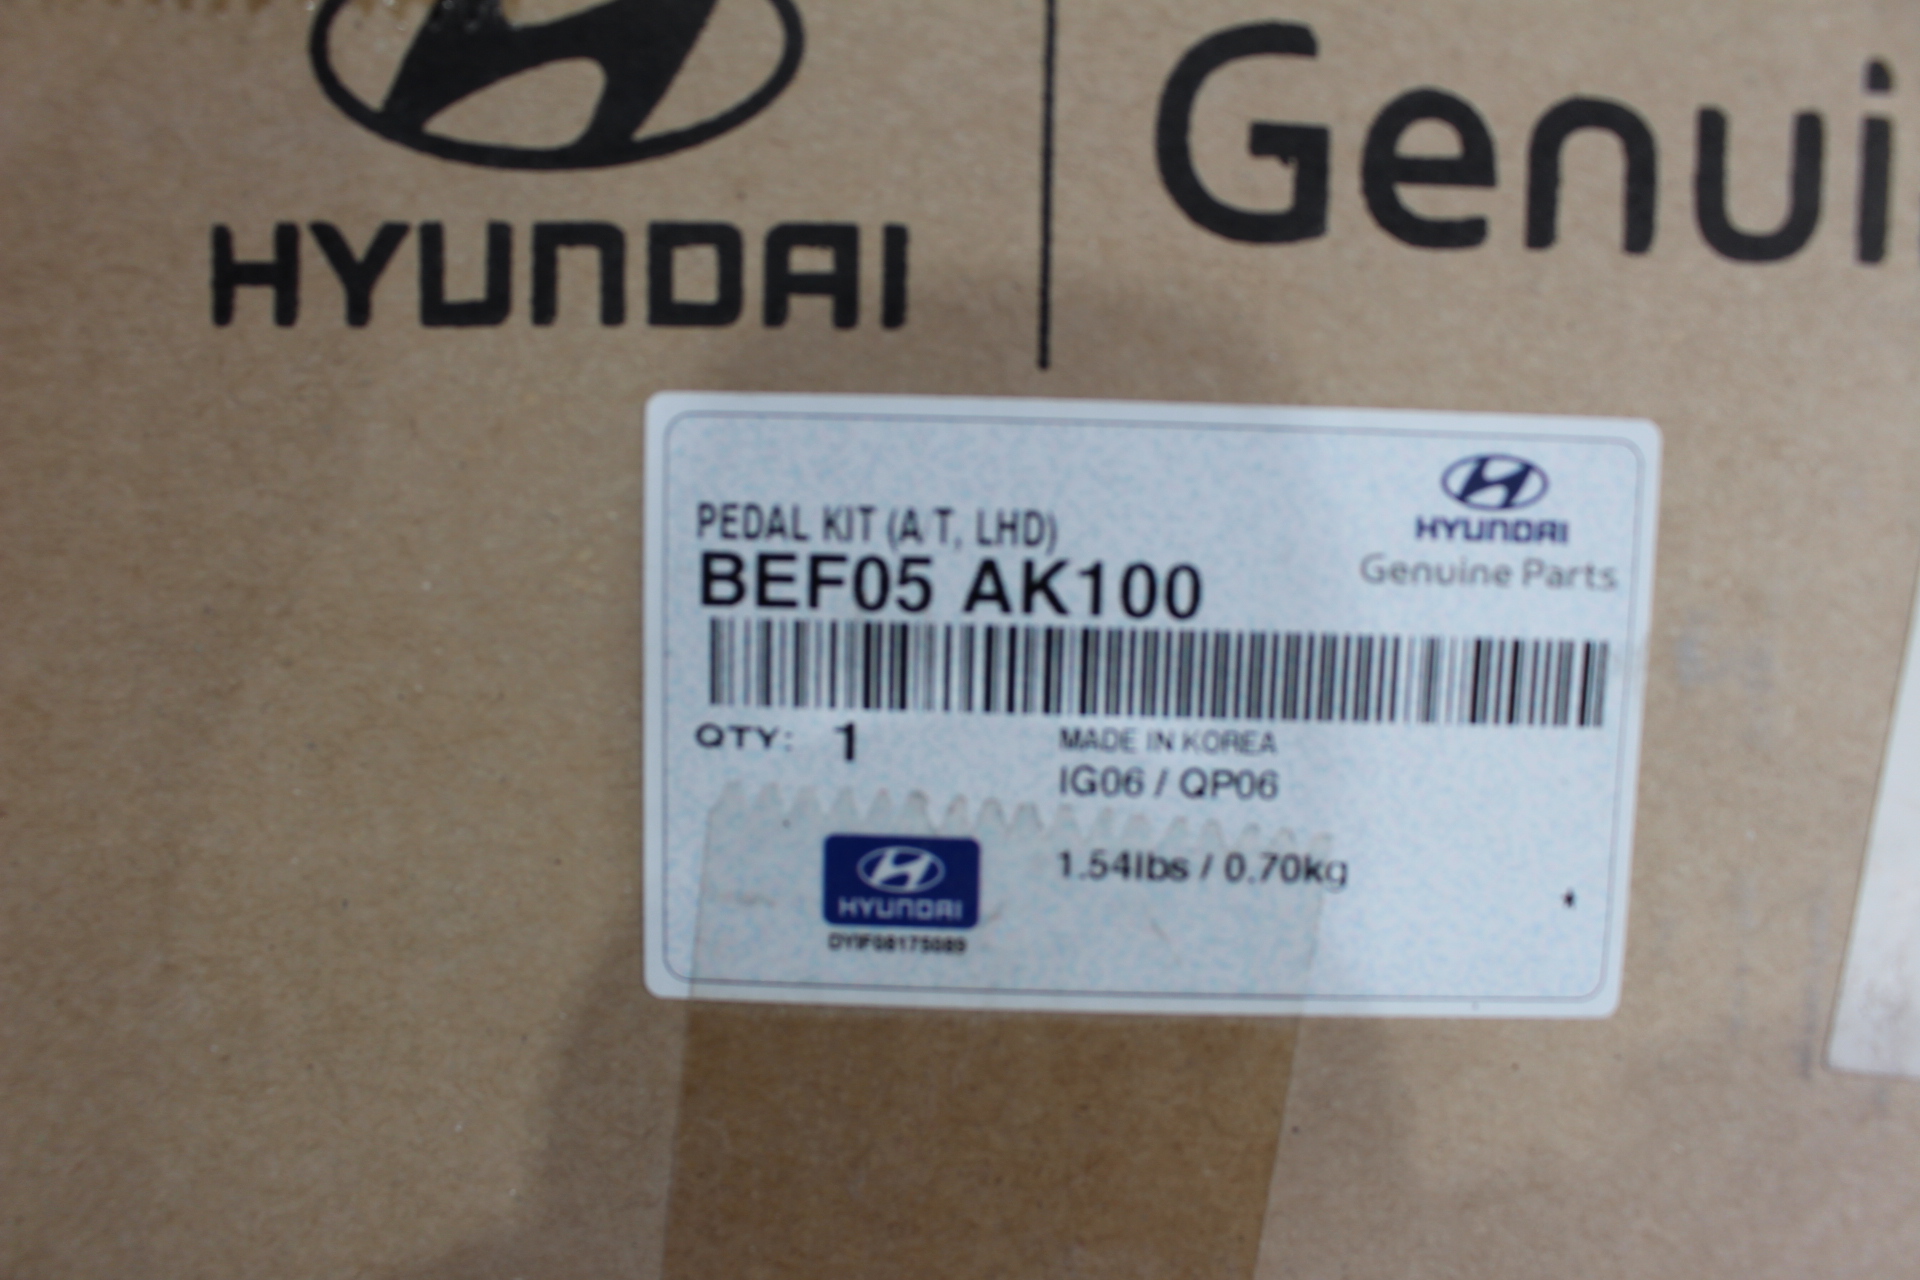 HYUNDAI
Genui
PEDAL KIT (A/T, LHD)
BEF05 AK100
HYUNDAI
Genuine Parts
QTY: 1
MADE IN KOREA
IG06 / QP06
1.54lbs / 0.70kg
HYUNDAI